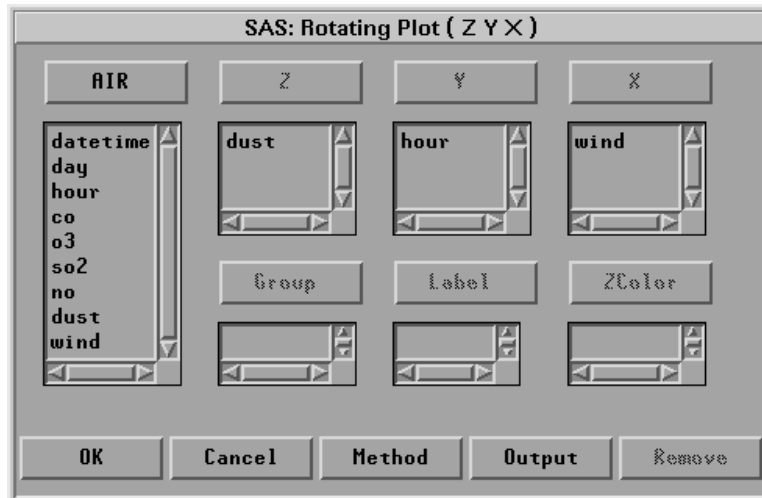 SAS: Rotating Plot ( Z Y X )
AIR
Z
Y
X
datetime
day
hour
co
o3
so2
no
dust
wind
dust
hour
wind
Group
Label
ZColor
OK
Cancel
Method
Output
Remove